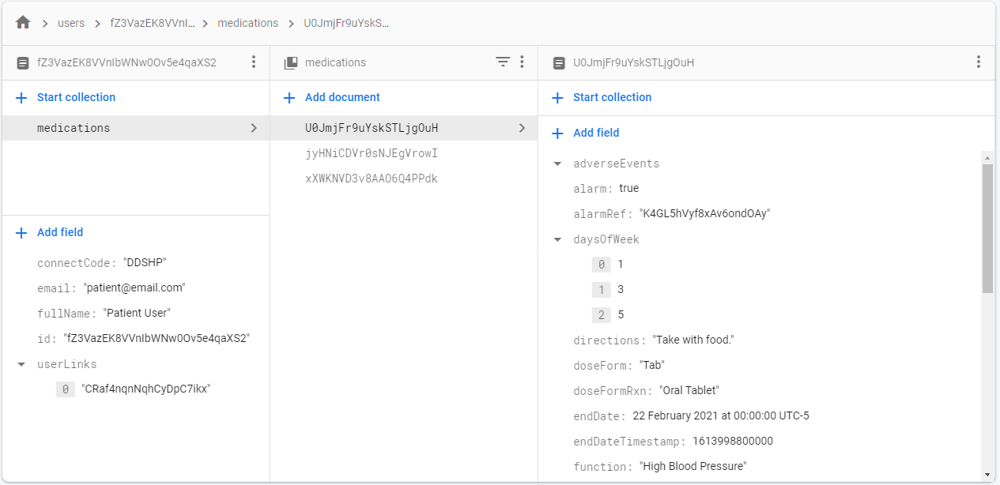 users fZ3VazEK8VVnI... medications U0JmjFr9uYskS...
fZ3VazEK8VVnIbWNw0Ov5e4qaXS2
Start collection
medications
Add field
connectCode: "DDSHP"
email: "patient@email.com"
fullName: "Patient User"
id: "fZ3VazEK8VVnIbWNw0Ov5e4qaXS2"
userLinks
0 "CRaf4nqnNqhCyDpC7ikx"
medications
Add document
U0JmjFr9uYskSTLjgOuH
jyHNiCDVr0sNJEgVrowI
xXWKNVD3v8AAO6Q4PPdk
U0JmjFr9uYskSTLjgOuH
Start collection
Add field
adverseEvents
alarm: true
alarmRef: "K4GL5hVyf8xAv6ondOAy"
daysOfWeek
0 1
1 3
2 5
directions: "Take with food."
doseForm: "Tab"
doseFormRxn: "Oral Tablet"
endDate: 22 February 2021 at 00:00:00 UTC-5
endDateTimestamp: 1613998800000
function: "High Blood Pressure"